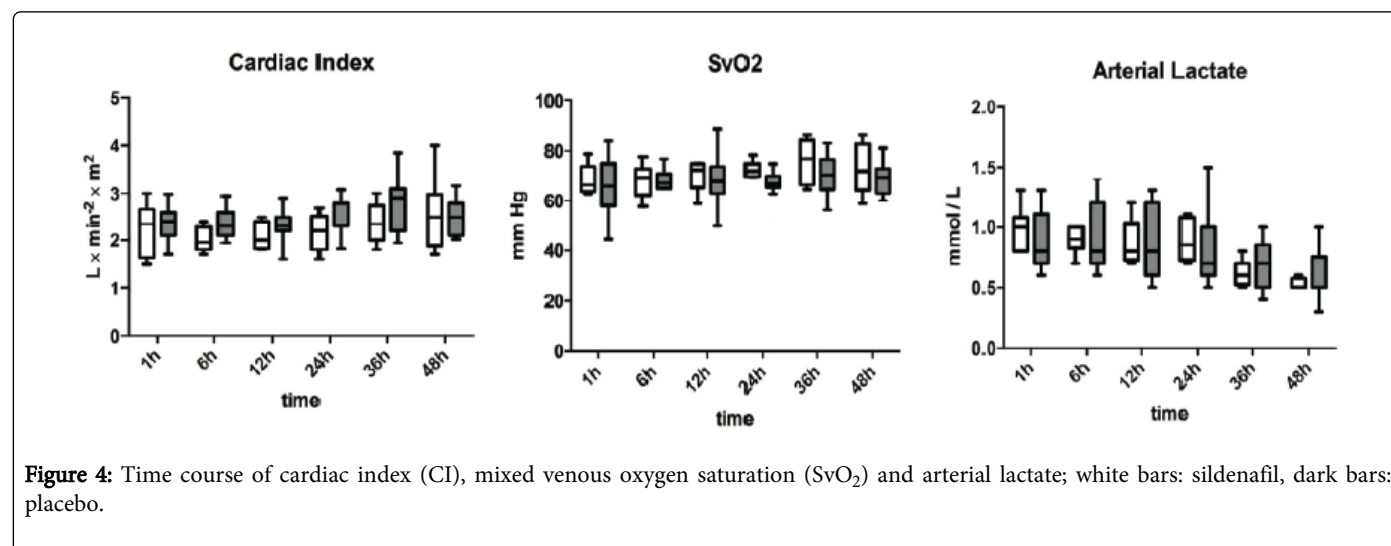 Cardiac Index
L × min⁻² × m²
5
4
3
2
1
0
1h
6h
12h
24h
36h
48h
time
SvO2
mm Hg
100
80
60
40
20
0
1h
6h
12h
24h
36h
48h
time
Arterial Lactate
mmol / L
2.0
1.5
1.0
0.5
0.0
1h
6h
12h
24h
36h
48h
time
Figure 4: Time course of cardiac index (CI), mixed venous oxygen saturation (SvO₂) and arterial lactate; white bars: sildenafil, dark bars:
placebo.